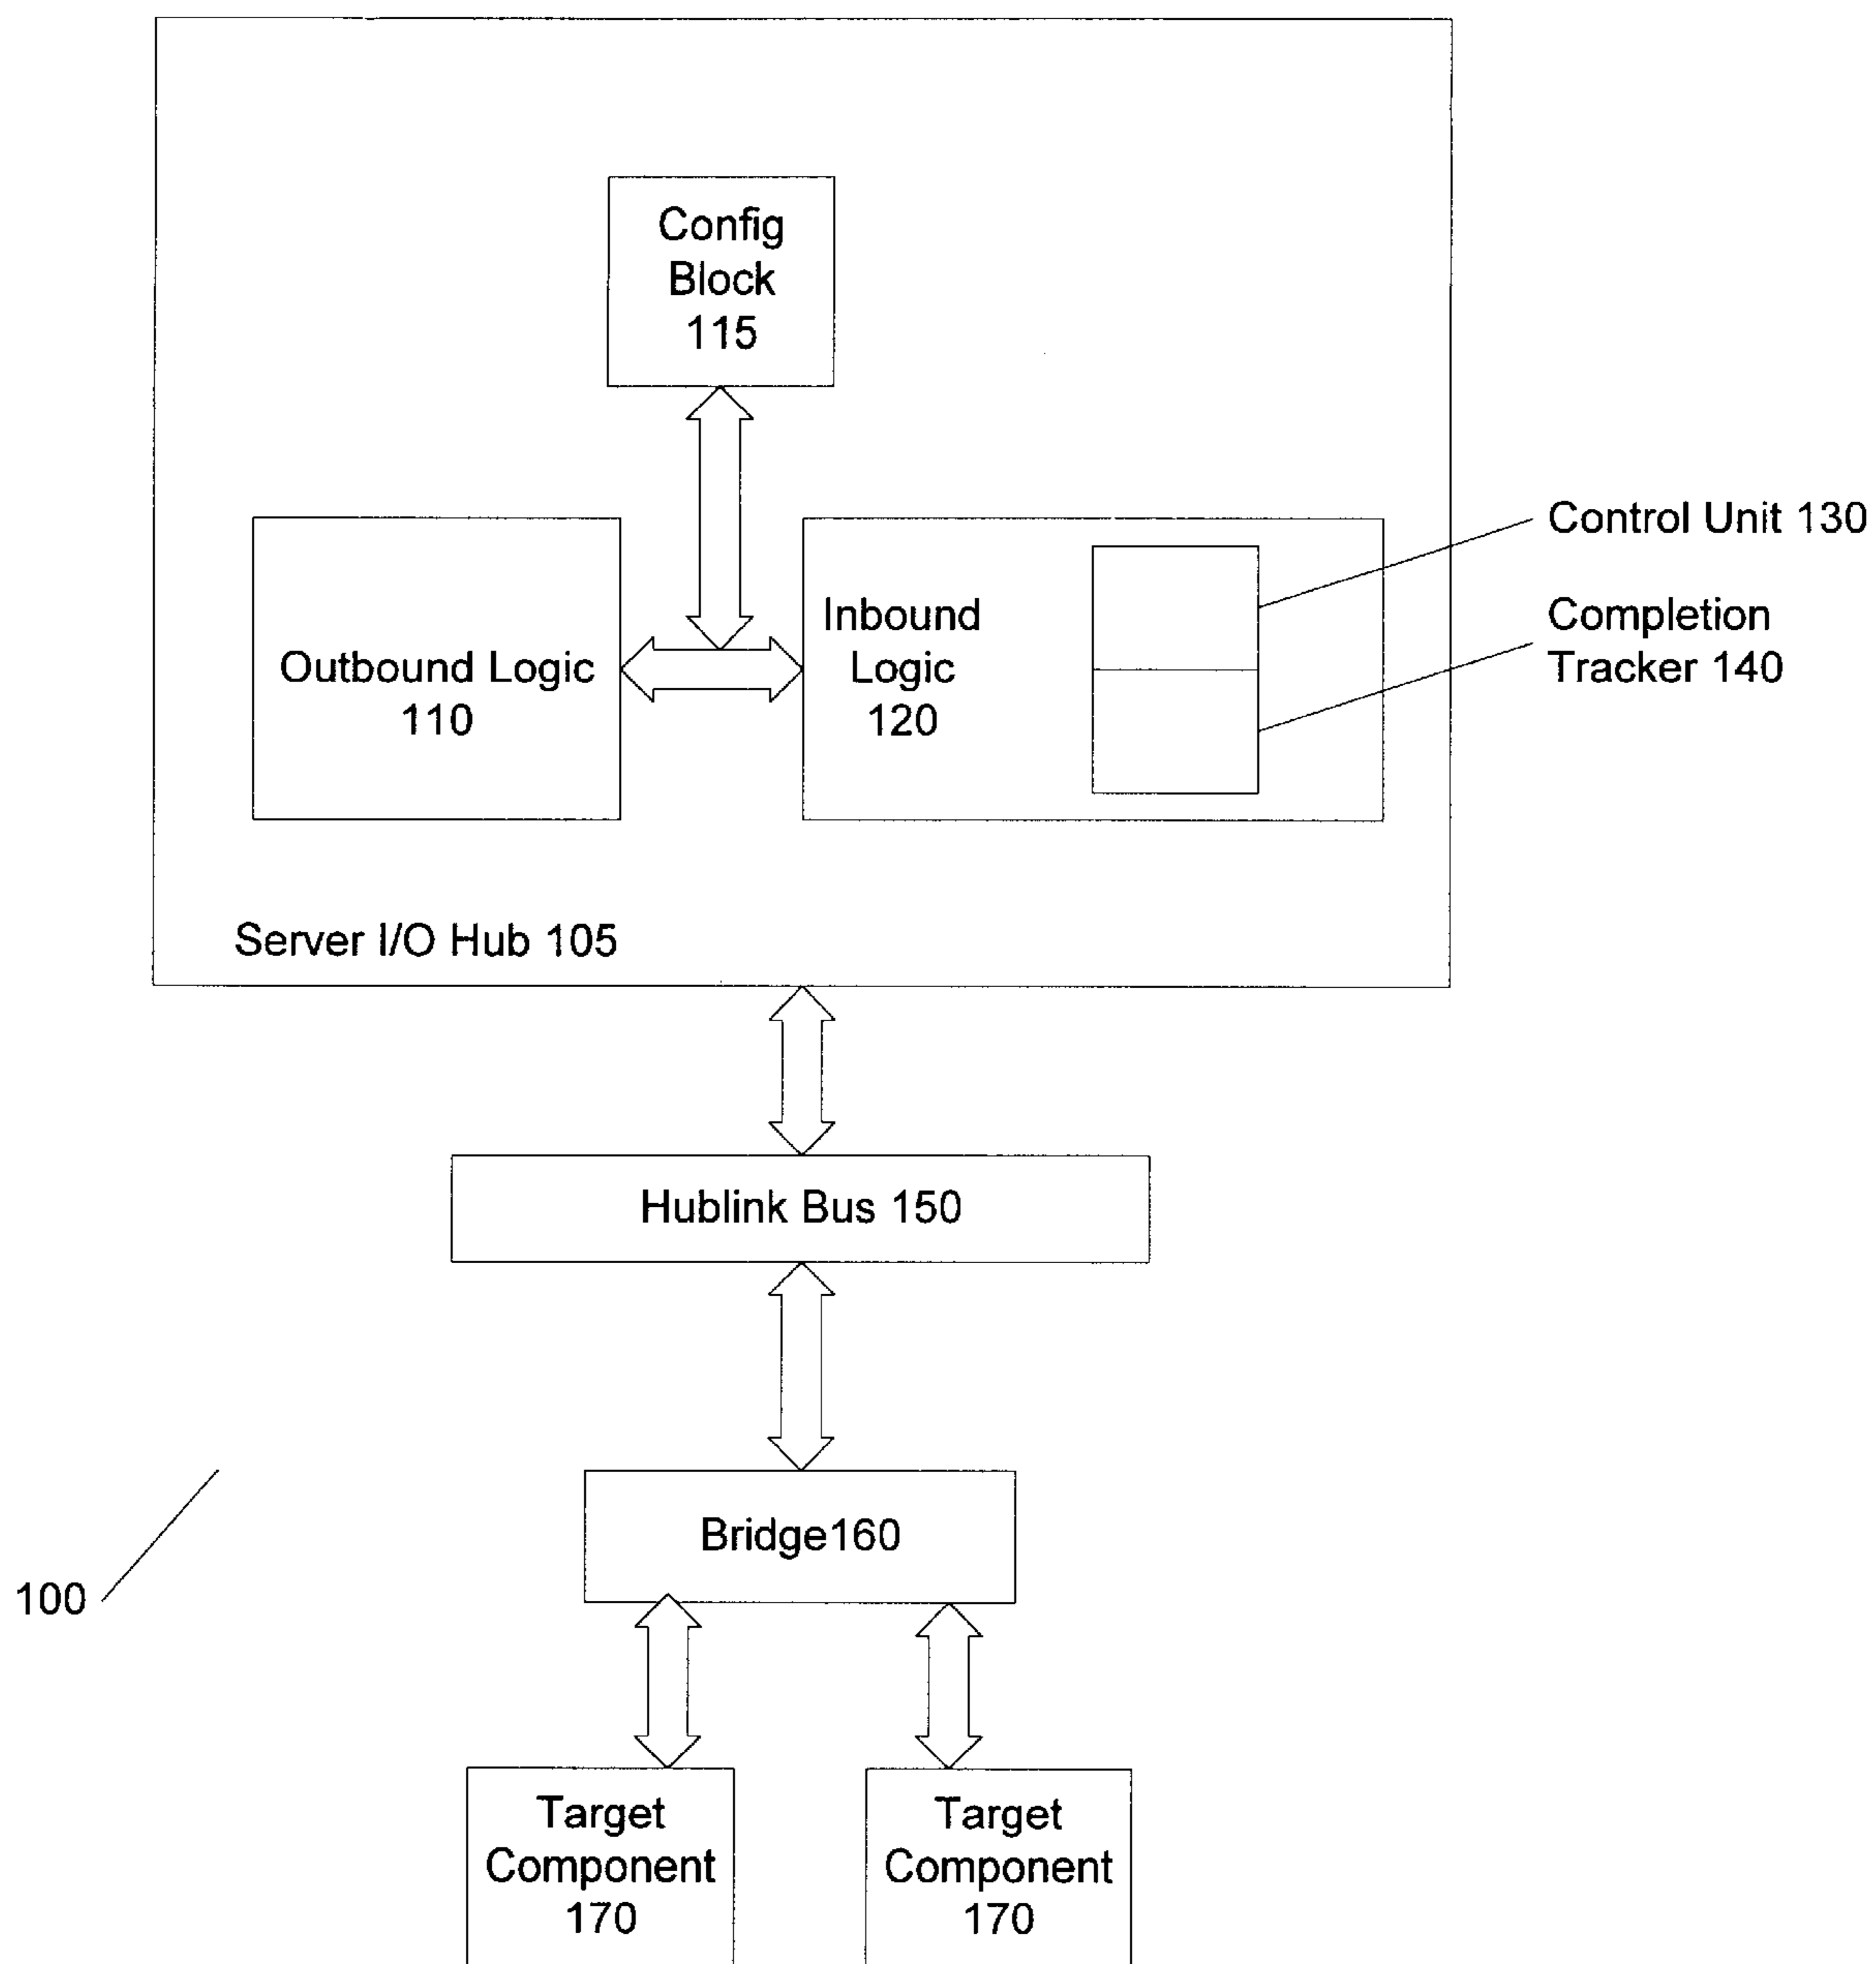 Config
Block
115
Control Unit 130
Completion
Tracker 140
Outbound Logic
110
Inbound
Logic
120
Server I/O Hub 105
Hublink Bus 150
Bridge160
100
Target
Component
170
Target
Component
170